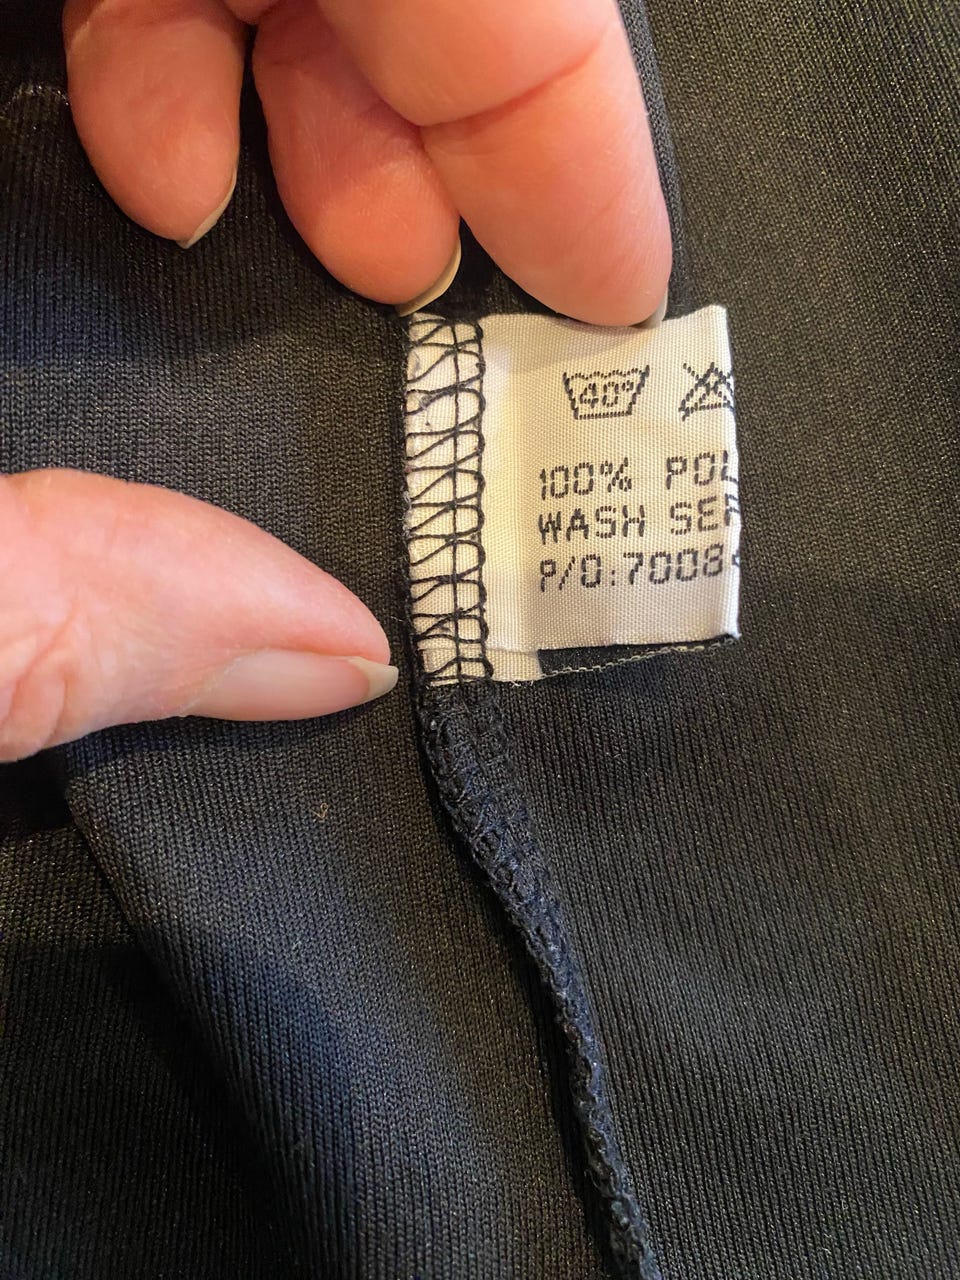 40°
100% POL
WASH SEP
P/O:7008